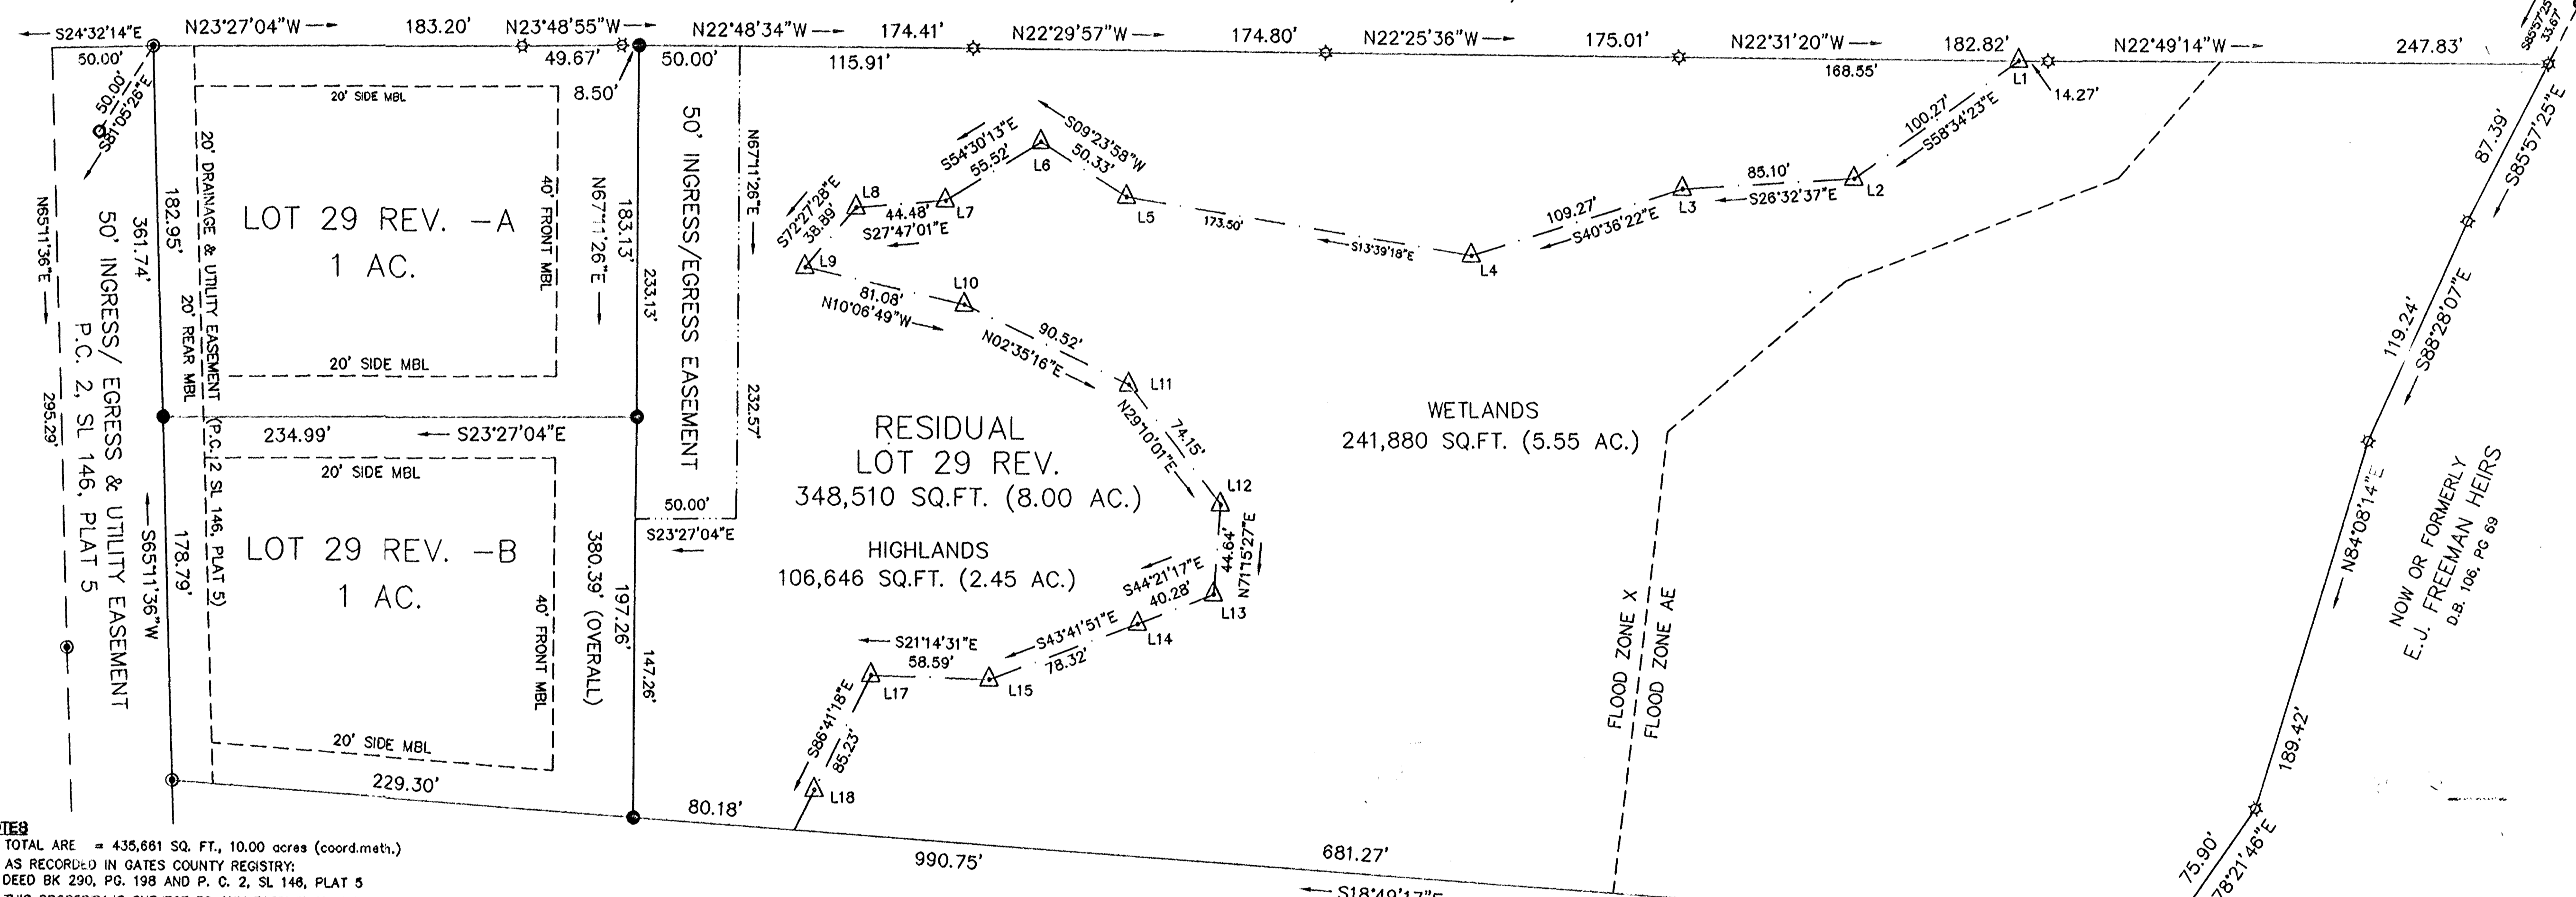 S24°32'14"E
N23°27'04"W
183.20'
N23°48'55"W
N22°48'34"W
174.41'
N22°29'57"W
174.80'
N22°25'36"W
175.01'
N22°31'20"W
182.82'
N22°49'14"W
247.83'
S85°57'25"
33.67'
50.00'
49.67'
50.00'
115.91'
168.55'
L1
14.27'
8.50'
50.00'
S81°05'26"E
20' SIDE MBL
LOT 29 REV. -A
1 AC.
20' SIDE MBL
40' FRONT MBL
20' DRAINAGE & UTILITY EASEMENT (P.C. 2 SL 146, PLAT 5)
20' REAR MBL
182.95'
361.74'
N65°11'36"E
295.29'
50' INGRESS/ EGRESS & UTILITY EASEMENT
P.C. 2, SL 146, PLAT 5
S65°11'36"W
178.79'
N67°11'26"E
183.13'
233.13'
50' INGRESS/EGRESS EASEMENT
N67°11'26"E
232.57'
50.00'
S23°27'04"E
234.99'
S23°27'04"E
20' SIDE MBL
LOT 29 REV. -B
1 AC.
40' FRONT MBL
20' SIDE MBL
380.39' (OVERALL)
197.26'
147.26'
229.30'
80.18'
100.27'
S58°34'23"E
L2
85.10'
S26°32'37"E
L3
109.27'
S40°36'22"E
L4
173.50'
S13°39'18"E
L5
S09°23'58"W
50.33'
L6
S54°30'13"E
55.52'
L7
44.48'
S27°47'01"E
L8
S72°27'28"E
38.89'
L9
81.08'
N10°06'49"W
L10
90.52'
N02°35'16"E
L11
74.15'
N29°10'01"E
L12
44.64'
N71°15'27"E
L13
S44°21'17"E
40.28'
L14
S43°41'51"E
78.32'
L15
S21°14'31"E
58.59'
L17
S86°41'18"E
85.23'
L18
RESIDUAL
LOT 29 REV.
348,510 SQ.FT. (8.00 AC.)
HIGHLANDS
106,646 SQ.FT. (2.45 AC.)
WETLANDS
241,880 SQ.FT. (5.55 AC.)
FLOOD ZONE X
FLOOD ZONE AE
87.39'
S85°57'25"E
119.24'
S88°28'07"E
N84°08'14"E
189.42'
75.90'
78°21'46"E
NOW OR FORMERLY
E.J. FREEMAN HEIRS
D.B. 106, PG 69
990.75'
681.27'
S18°49'17"E
TES
TOTAL ARE = 435,661 SQ. FT., 10.00 acres (coord.meth.)
AS RECORDED IN GATES COUNTY REGISTRY:
DEED BK 290, PG. 198 AND P. C. 2, SL 146, PLAT 5